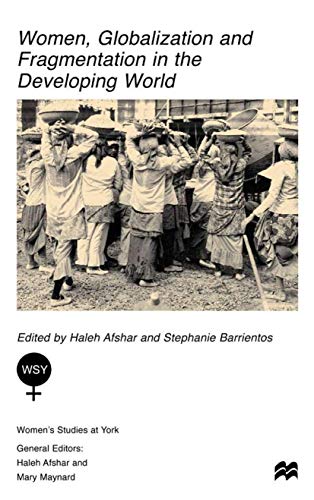 Women, Globalization and
Fragmentation in the
Developing World
Edited by Haleh Afshar and Stephanie Barrientos
WSY
Women's Studies at York
General Editors:
Haleh Afshar and
Mary Maynard